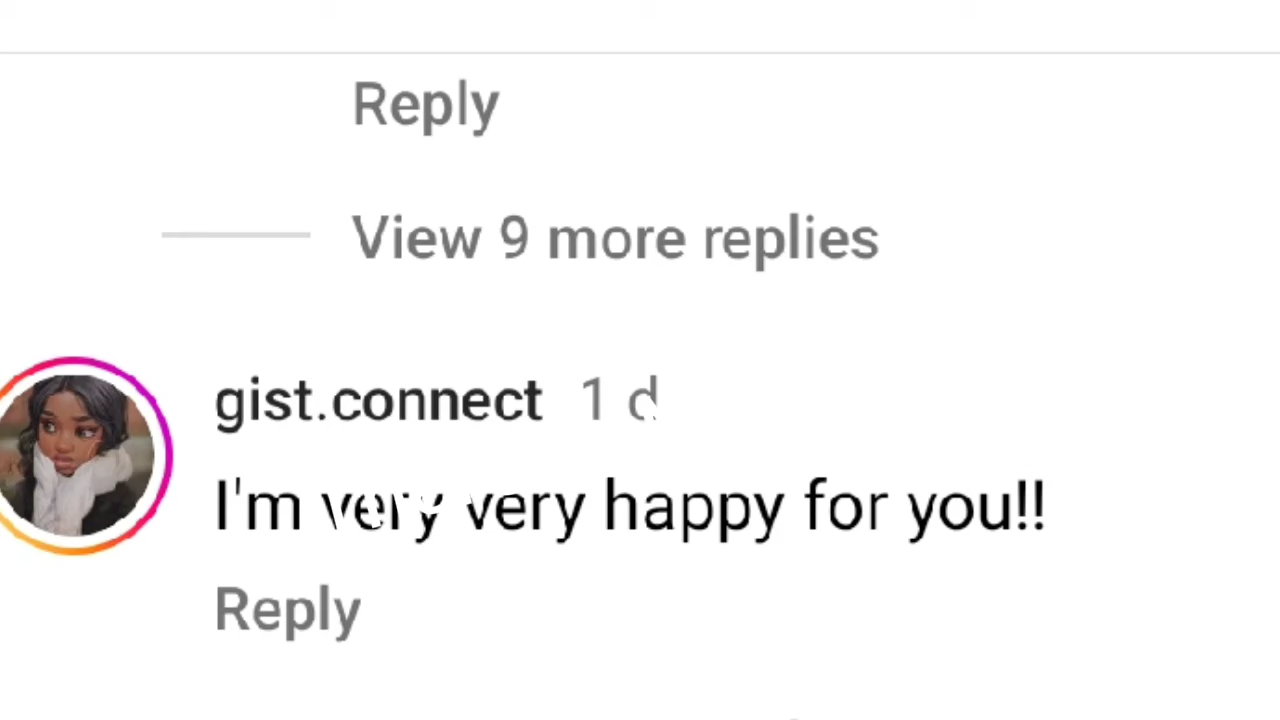 Reply
View 9 more replies
gist.connect 1 d
I'm very very happy for you!!
Reply